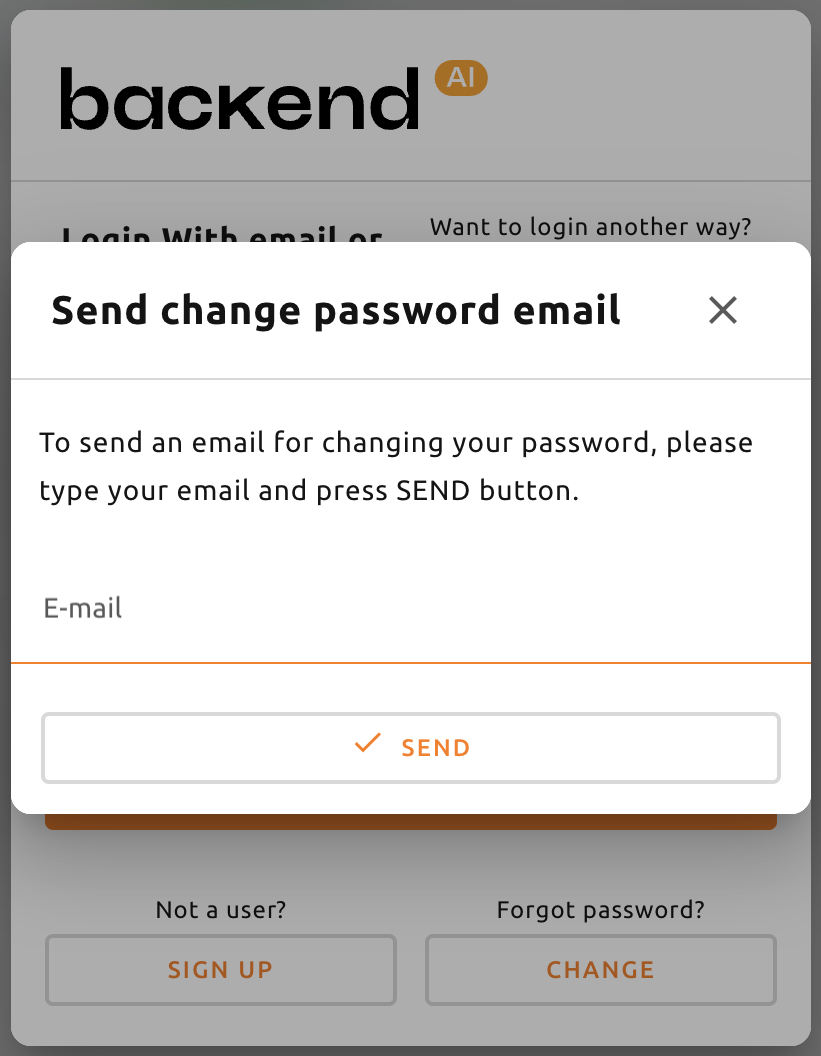 backend AI
Want to login another way?
Login With email or
Send change password email
To send an email for changing your password, please
type your email and press SEND button.
E-mail
SEND
Not a user?
Forgot password?
SIGN UP
CHANGE